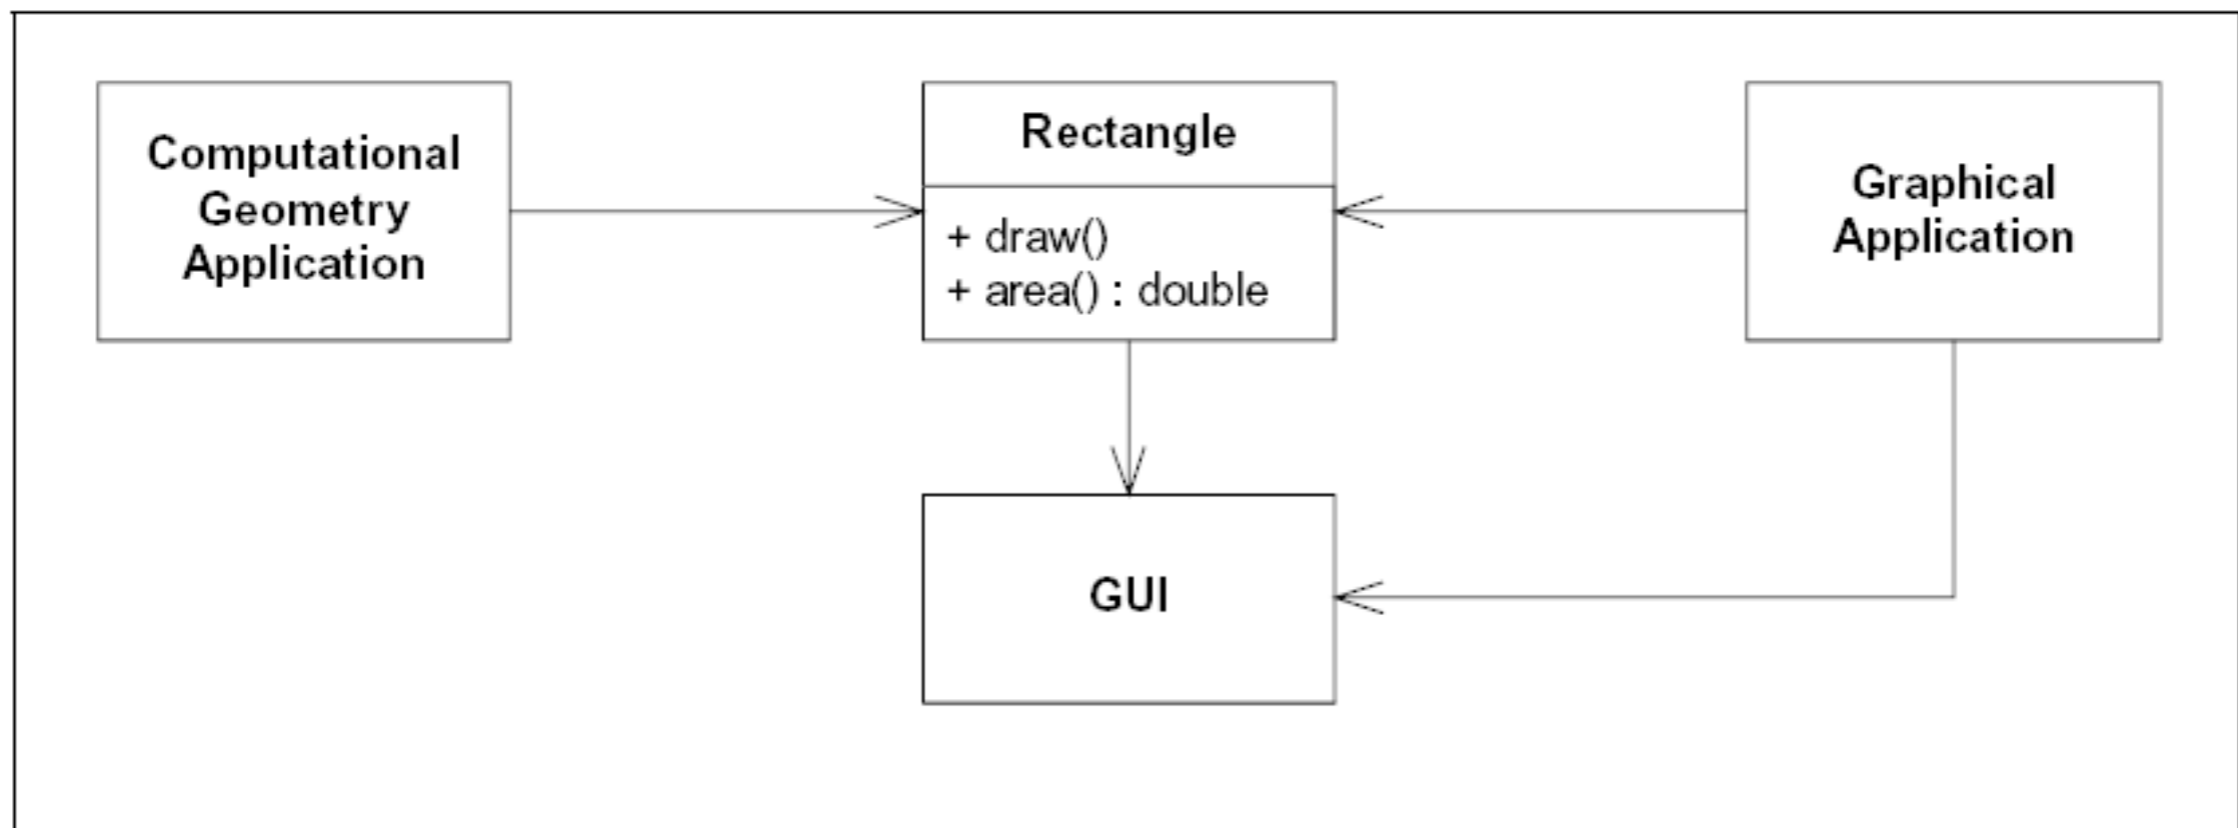 Computational
Geometry
Application
Rectangle
+ draw()
+ area() : double
Graphical
Application
GUI